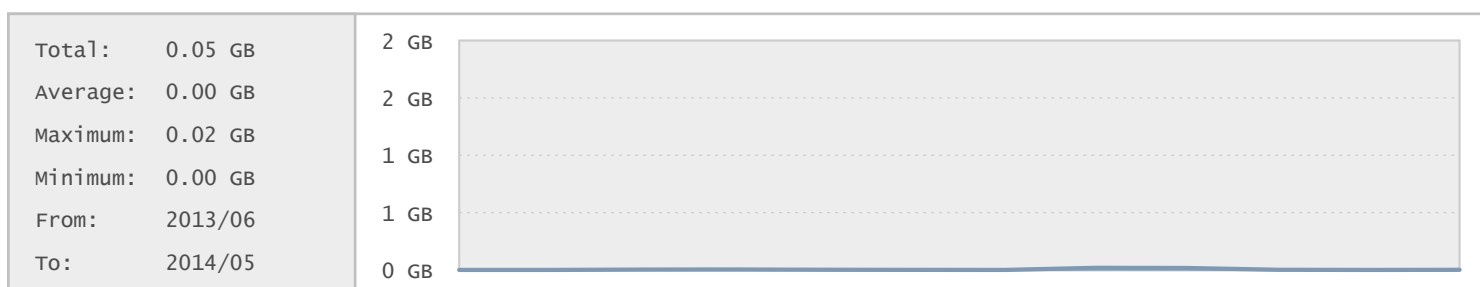 Total: 0.05 GB
Average: 0.00 GB
Maximum: 0.02 GB
Minimum: 0.00 GB
From: 2013/06
To: 2014/05
2 GB
2 GB
1 GB
1 GB
0 GB